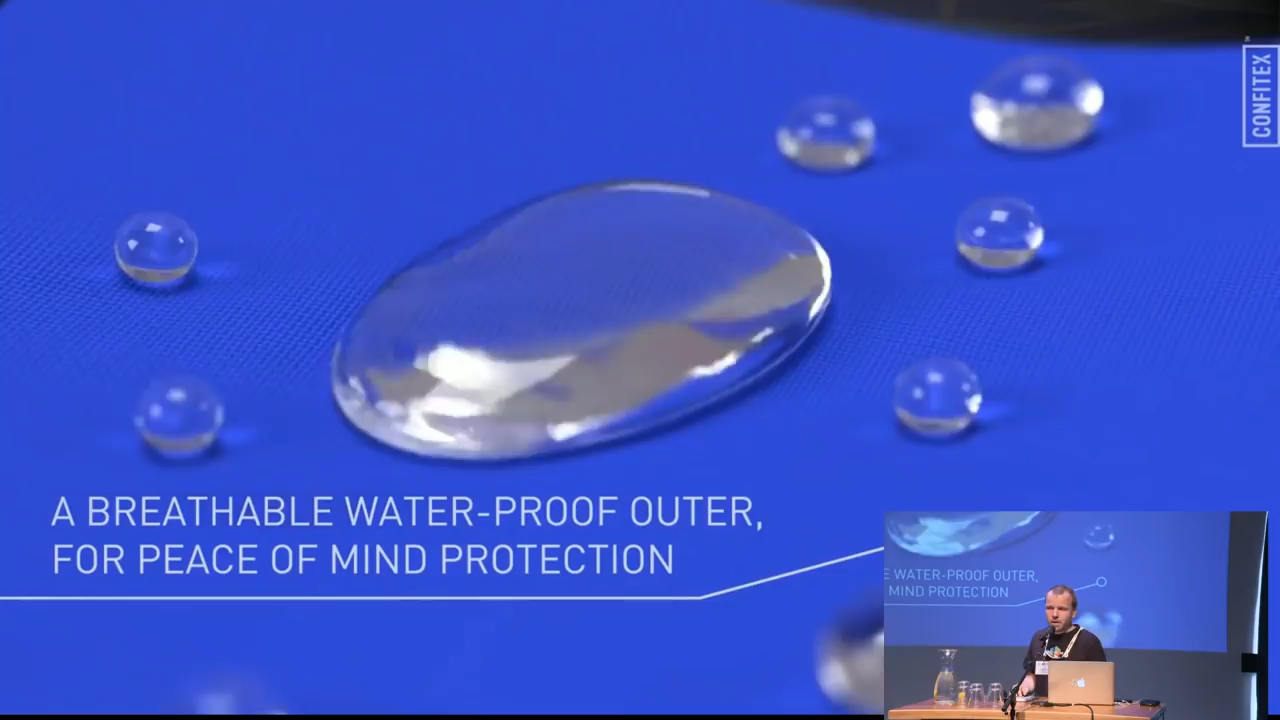 CONFITEX
A BREATHABLE WATER-PROOF OUTER,
FOR PEACE OF MIND PROTECTION
E WATER-PROOF OUTER,
MIND PROTECTION